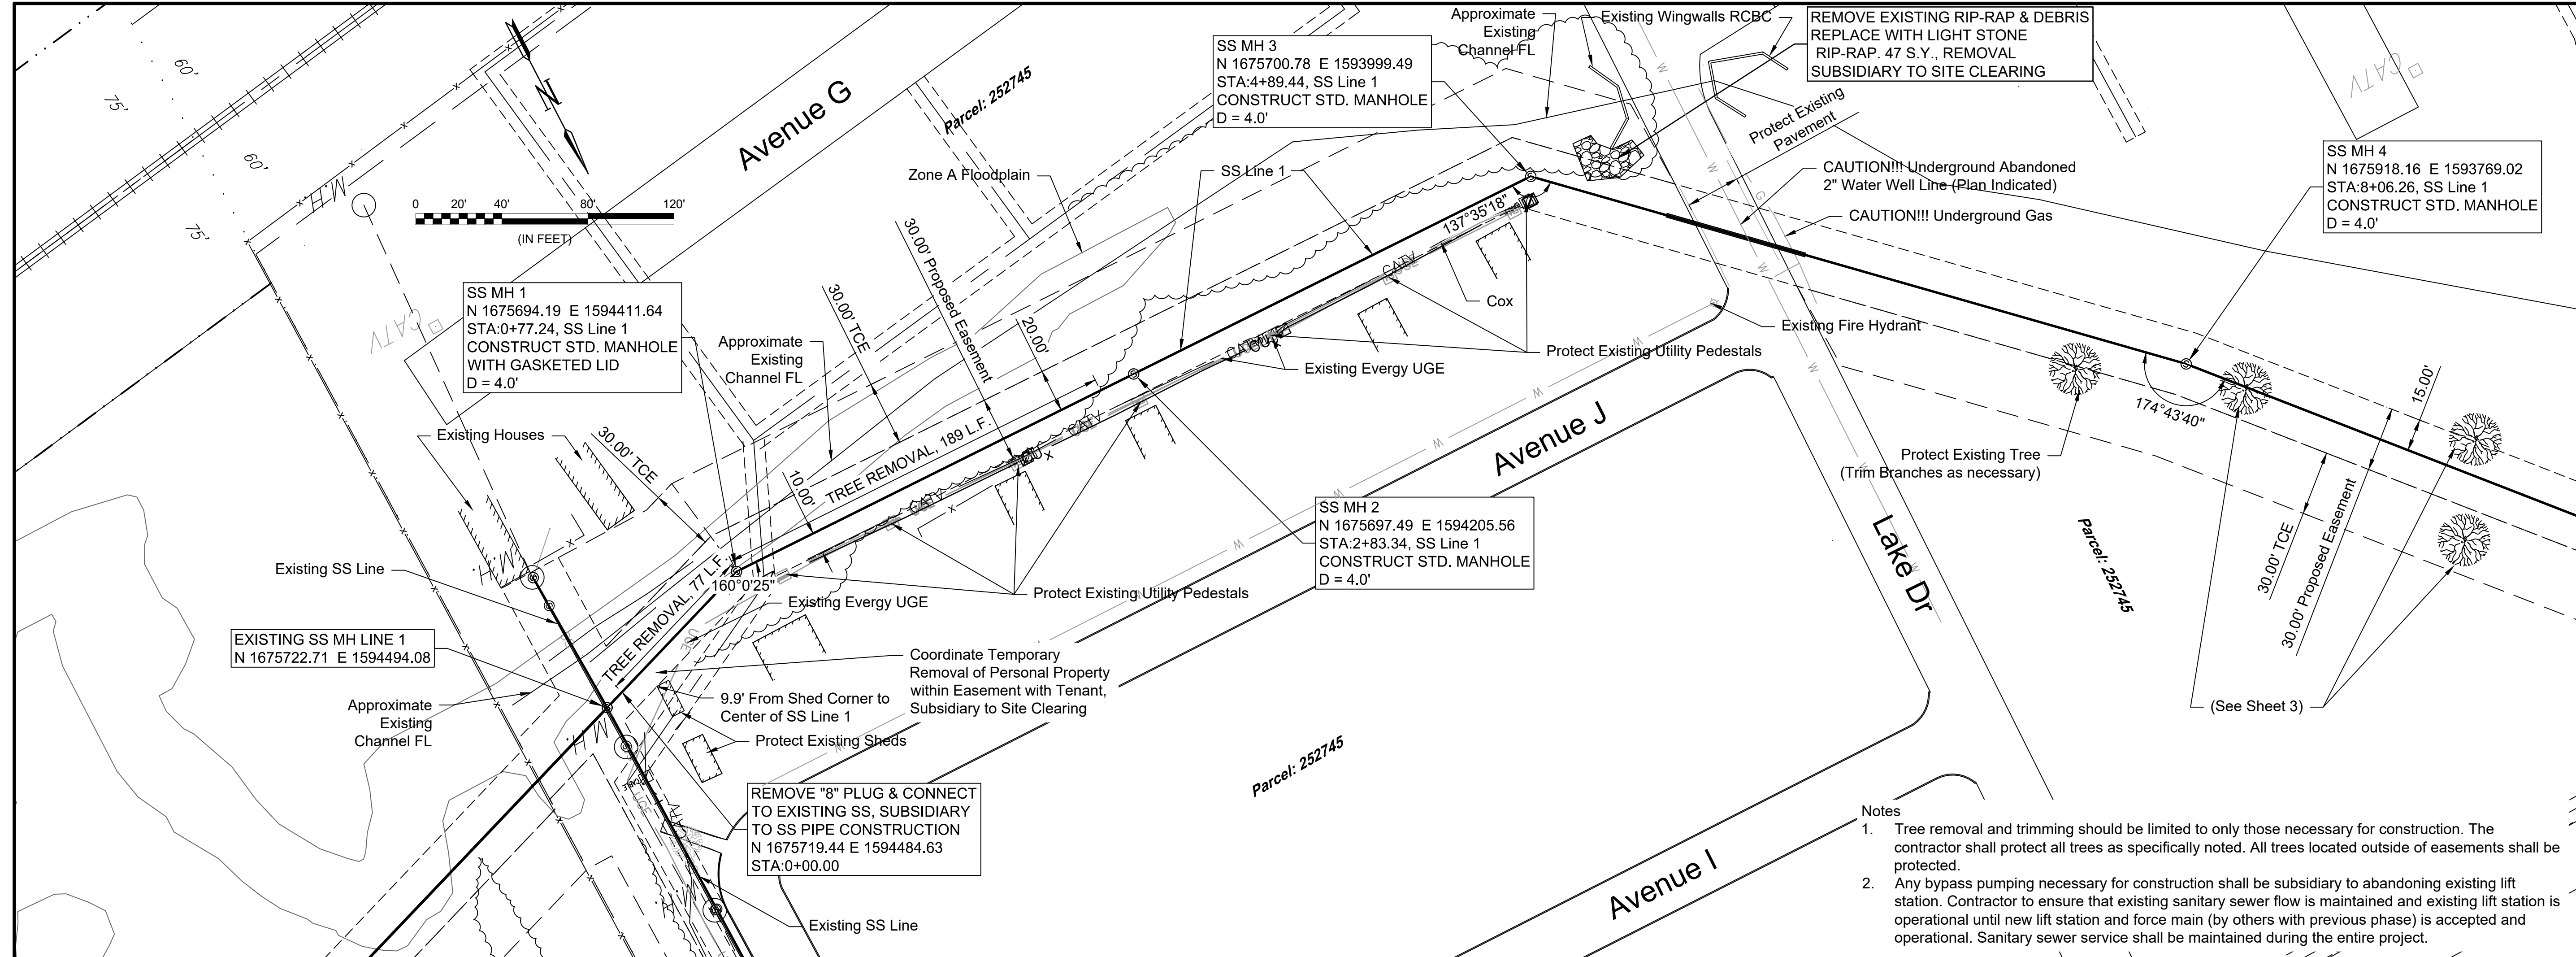 60'
75'
60'
75'
N
0 20' 40' 80' 120'
(IN FEET)
M.H.
CATV
Avenue G
Parcel: 252745
Zone A Floodplain
SS MH 3
N 1675700.78 E 1593999.49
STA:4+89.44, SS Line 1
CONSTRUCT STD. MANHOLE
D = 4.0'
Approximate
Existing
Channel FL
Existing Wingwalls RCBC
REMOVE EXISTING RIP-RAP & DEBRIS
REPLACE WITH LIGHT STONE
RIP-RAP. 47 S.Y., REMOVAL
SUBSIDIARY TO SITE CLEARING
CATV
Protect Existing
Pavement
CAUTION!!! Underground Abandoned
2" Water Well Line (Plan Indicated)
CAUTION!!! Underground Gas
SS MH 4
N 1675918.16 E 1593769.02
STA:8+06.26, SS Line 1
CONSTRUCT STD. MANHOLE
D = 4.0'
SS Line 1
137°35'18"
Cox
CATV
Existing Fire Hydrant
Protect Existing Utility Pedestals
Existing Evergy UGE
SS MH 1
N 1675694.19 E 1594411.64
STA:0+77.24, SS Line 1
CONSTRUCT STD. MANHOLE
WITH GASKETED LID
D = 4.0'
Approximate
Existing
Channel FL
30.00' TCE
30.00' Proposed Easement
20.00'
TREE REMOVAL, 189 L.F.
10.00'
CATV
CATV
X
X
Existing Houses
30.00' TCE
M.H.
Existing SS Line
TREE REMOVAL, 77 L.F.
160°0'25"
Existing Evergy UGE
UGE
Protect Existing Utility Pedestals
EXISTING SS MH LINE 1
N 1675722.71 E 1594494.08
Approximate
Existing
Channel FL
Coordinate Temporary
Removal of Personal Property
within Easement with Tenant,
Subsidiary to Site Clearing
9.9' From Shed Corner to
Center of SS Line 1
Protect Existing Sheds
M.H.
UGE
REMOVE "8" PLUG & CONNECT
TO EXISTING SS, SUBSIDIARY
TO SS PIPE CONSTRUCTION
N 1675719.44 E 1594484.63
STA:0+00.00
Existing SS Line
SS MH 2
N 1675697.49 E 1594205.56
STA:2+83.34, SS Line 1
CONSTRUCT STD. MANHOLE
D = 4.0'
Avenue J
W W W W W W
G
Lake Dr
Protect Existing Tree
(Trim Branches as necessary)
174°43'40"
15.00'
30.00' TCE
30.00' Proposed Easement
(See Sheet 3)
Parcel: 252745
Parcel: 252745
Avenue I
Notes
1. Tree removal and trimming should be limited to only those necessary for construction. The
contractor shall protect all trees as specifically noted. All trees located outside of easements shall be
protected.
2. Any bypass pumping necessary for construction shall be subsidiary to abandoning existing lift
station. Contractor to ensure that existing sanitary sewer flow is maintained and existing lift station is
operational until new lift station and force main (by others with previous phase) is accepted and
operational. Sanitary sewer service shall be maintained during the entire project.